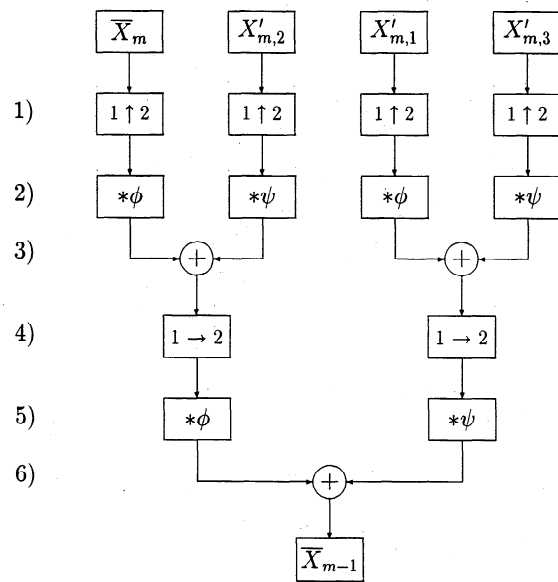 X̅_m X′_{m,2} X′_{m,1} X′_{m,3}
1) 1 ↑ 2 1 ↑ 2 1 ↑ 2 1 ↑ 2
2) *ϕ *ψ *ϕ *ψ
3) + +
4) 1 → 2 1 → 2
5) *ϕ *ψ
6) +
X̅_{m−1}